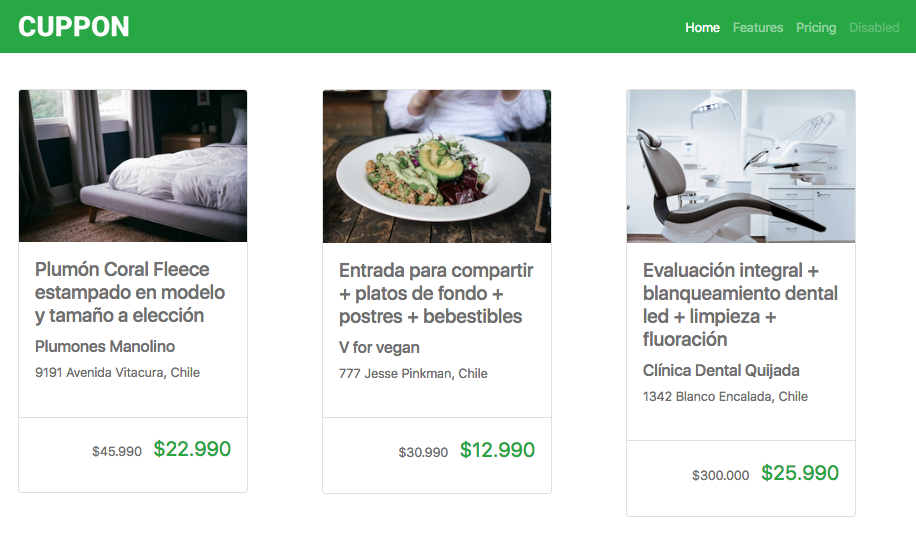 CUPPON
Home Features Pricing Disabled
Plumón Coral Fleece
estampado en modelo
y tamaño a elección
Plumones Manolino
9191 Avenida Vitacura, Chile
$45.990 $22.990
Entrada para compartir
+ platos de fondo +
postres + bebestibles
V for vegan
777 Jesse Pinkman, Chile
$30.990 $12.990
Evaluación integral +
blanqueamiento dental
led + limpieza +
fluoración
Clínica Dental Quijada
1342 Blanco Encalada, Chile
$300.000 $25.990